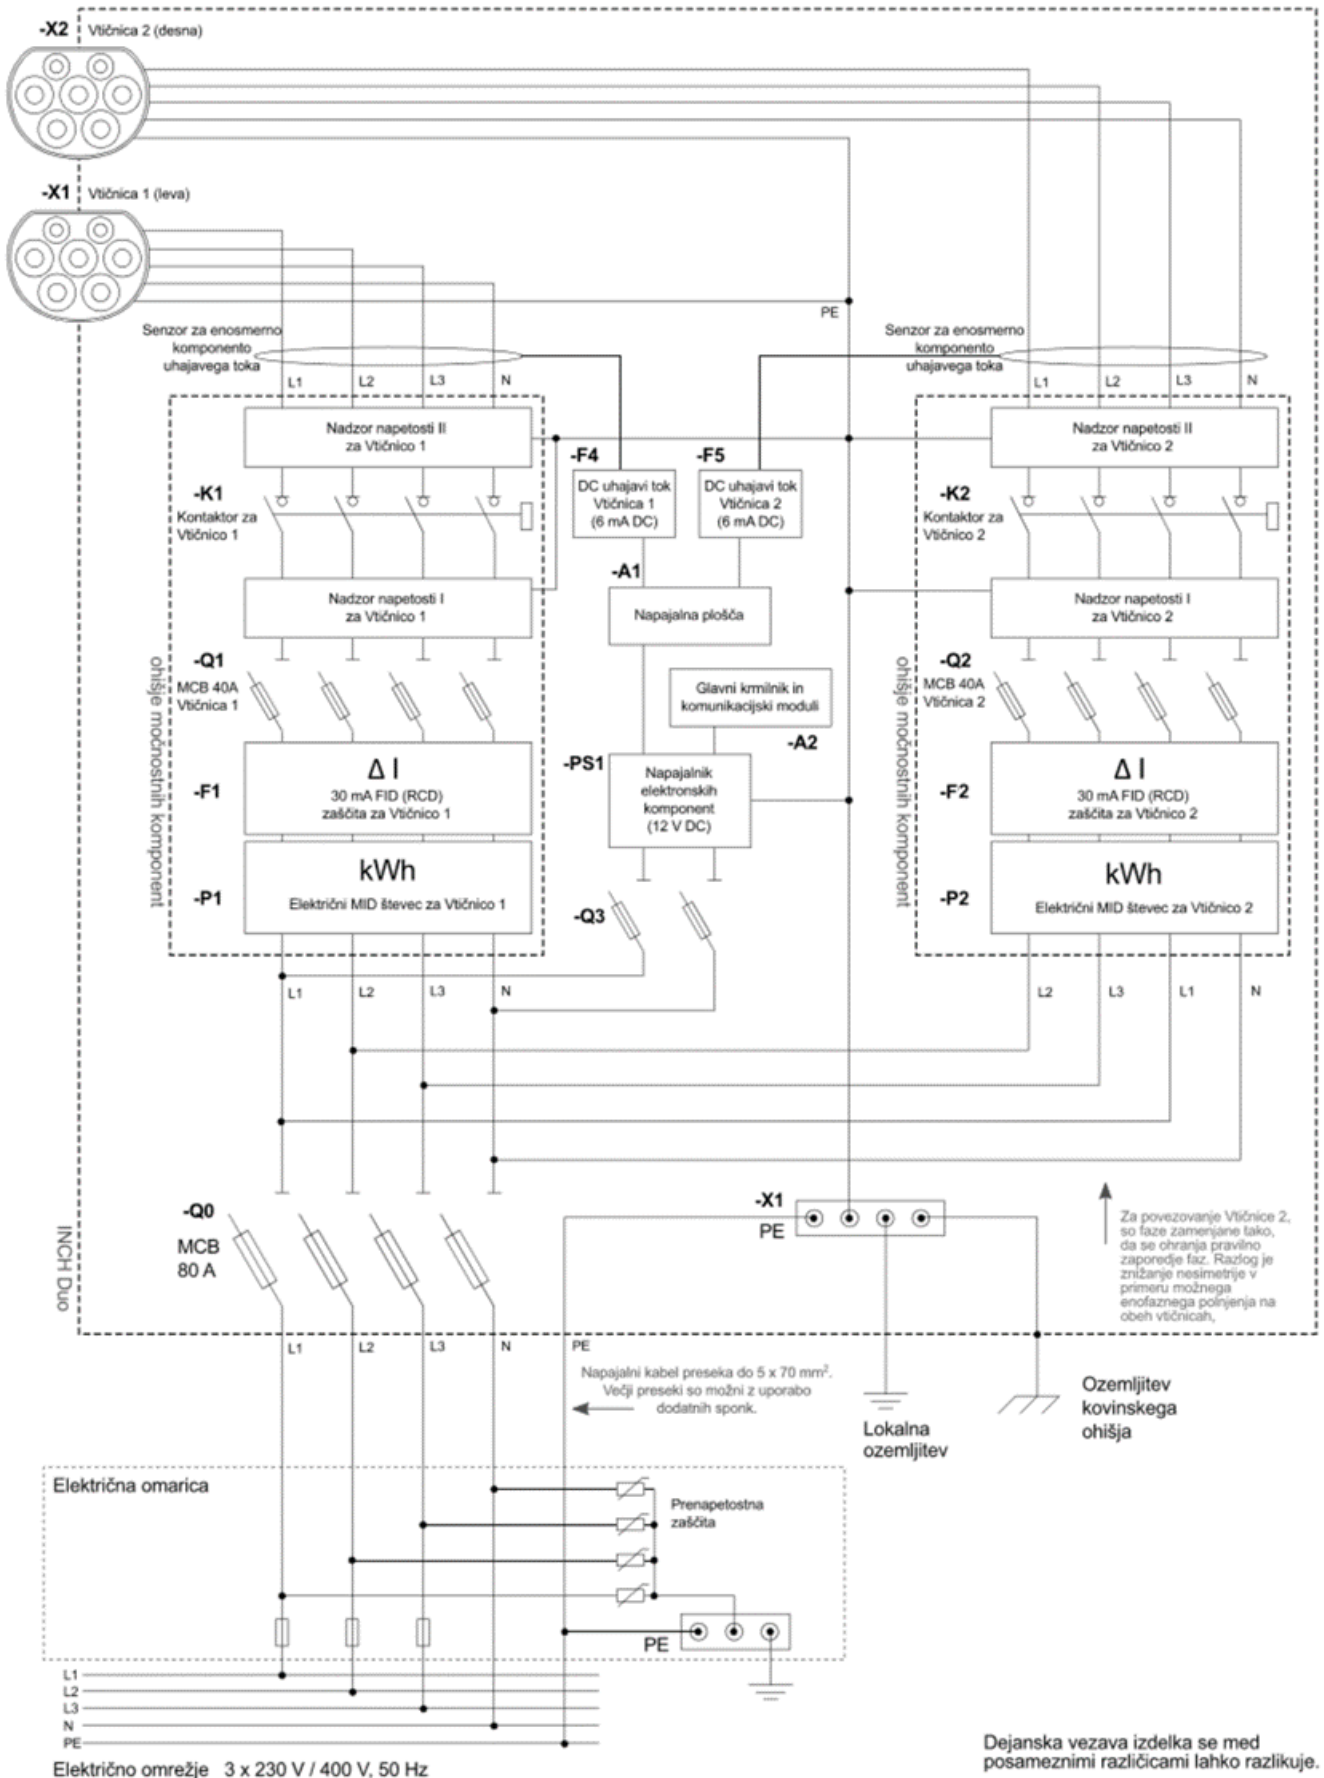 -X2 Vtičnica 2 (desna)
-X1 Vtičnica 1 (leva)
PE
Senzor za enosmerno
komponento
uhajavega toka
L1 L2 L3 N
Senzor za enosmerno
komponento
uhajavega toka
L1 L2 L3 N
Nadzor napetosti II
za Vtičnico 1
-K1
Kontaktor za
Vtičnico 1
Nadzor napetosti I
za Vtičnico 1
-Q1
MCB 40A
Vtičnica 1
Δ I
-F1
30 mA FID (RCD)
zaščita za Vtičnico 1
kWh
-P1
Električni MID števec za Vtičnico 1
ohišje močnostnih komponent
L1 L2 L3 N
-F4
DC uhajavi tok
Vtičnica 1
(6 mA DC)
-F5
DC uhajavi tok
Vtičnica 2
(6 mA DC)
-A1
Napajalna plošča
Glavni krmilnik in
komunikacijski moduli
-A2
-PS1
Napajalnik
elektronskih
komponent
(12 V DC)
-Q3
Nadzor napetosti II
za Vtičnico 2
-K2
Kontaktor za
Vtičnico 2
Nadzor napetosti I
za Vtičnico 2
-Q2
MCB 40A
Vtičnica 2
Δ I
-F2
30 mA FID (RCD)
zaščita za Vtičnico 2
kWh
-P2
Električni MID števec za Vtičnico 2
ohišje močnostnih komponent
L2 L3 L1 N
-Q0
MCB
80 A
INCH Duo
-X1
PE
Za povezovanje Vtičnice 2,
so faze zamenjane tako,
da se ohranja pravilno
zaporedje faz. Razlog je
znižanje nesimetrije v
primeru možnega
enofaznega polnjenja na
obeh vtičnicah,
L1 L2 L3 N PE
Napajalni kabel preseka do 5 x 70 mm².
Večji preseki so možni z uporabo
dodatnih sponk.
Lokalna
ozemljitev
Ozemljitev
kovinskega
ohišja
Električna omarica
Prenapetostna
zaščita
PE
L1
L2
L3
N
PE
Električno omrežje 3 x 230 V / 400 V, 50 Hz
Dejanska vezava izdelka se med
posameznimi različicami lahko razlikuje.